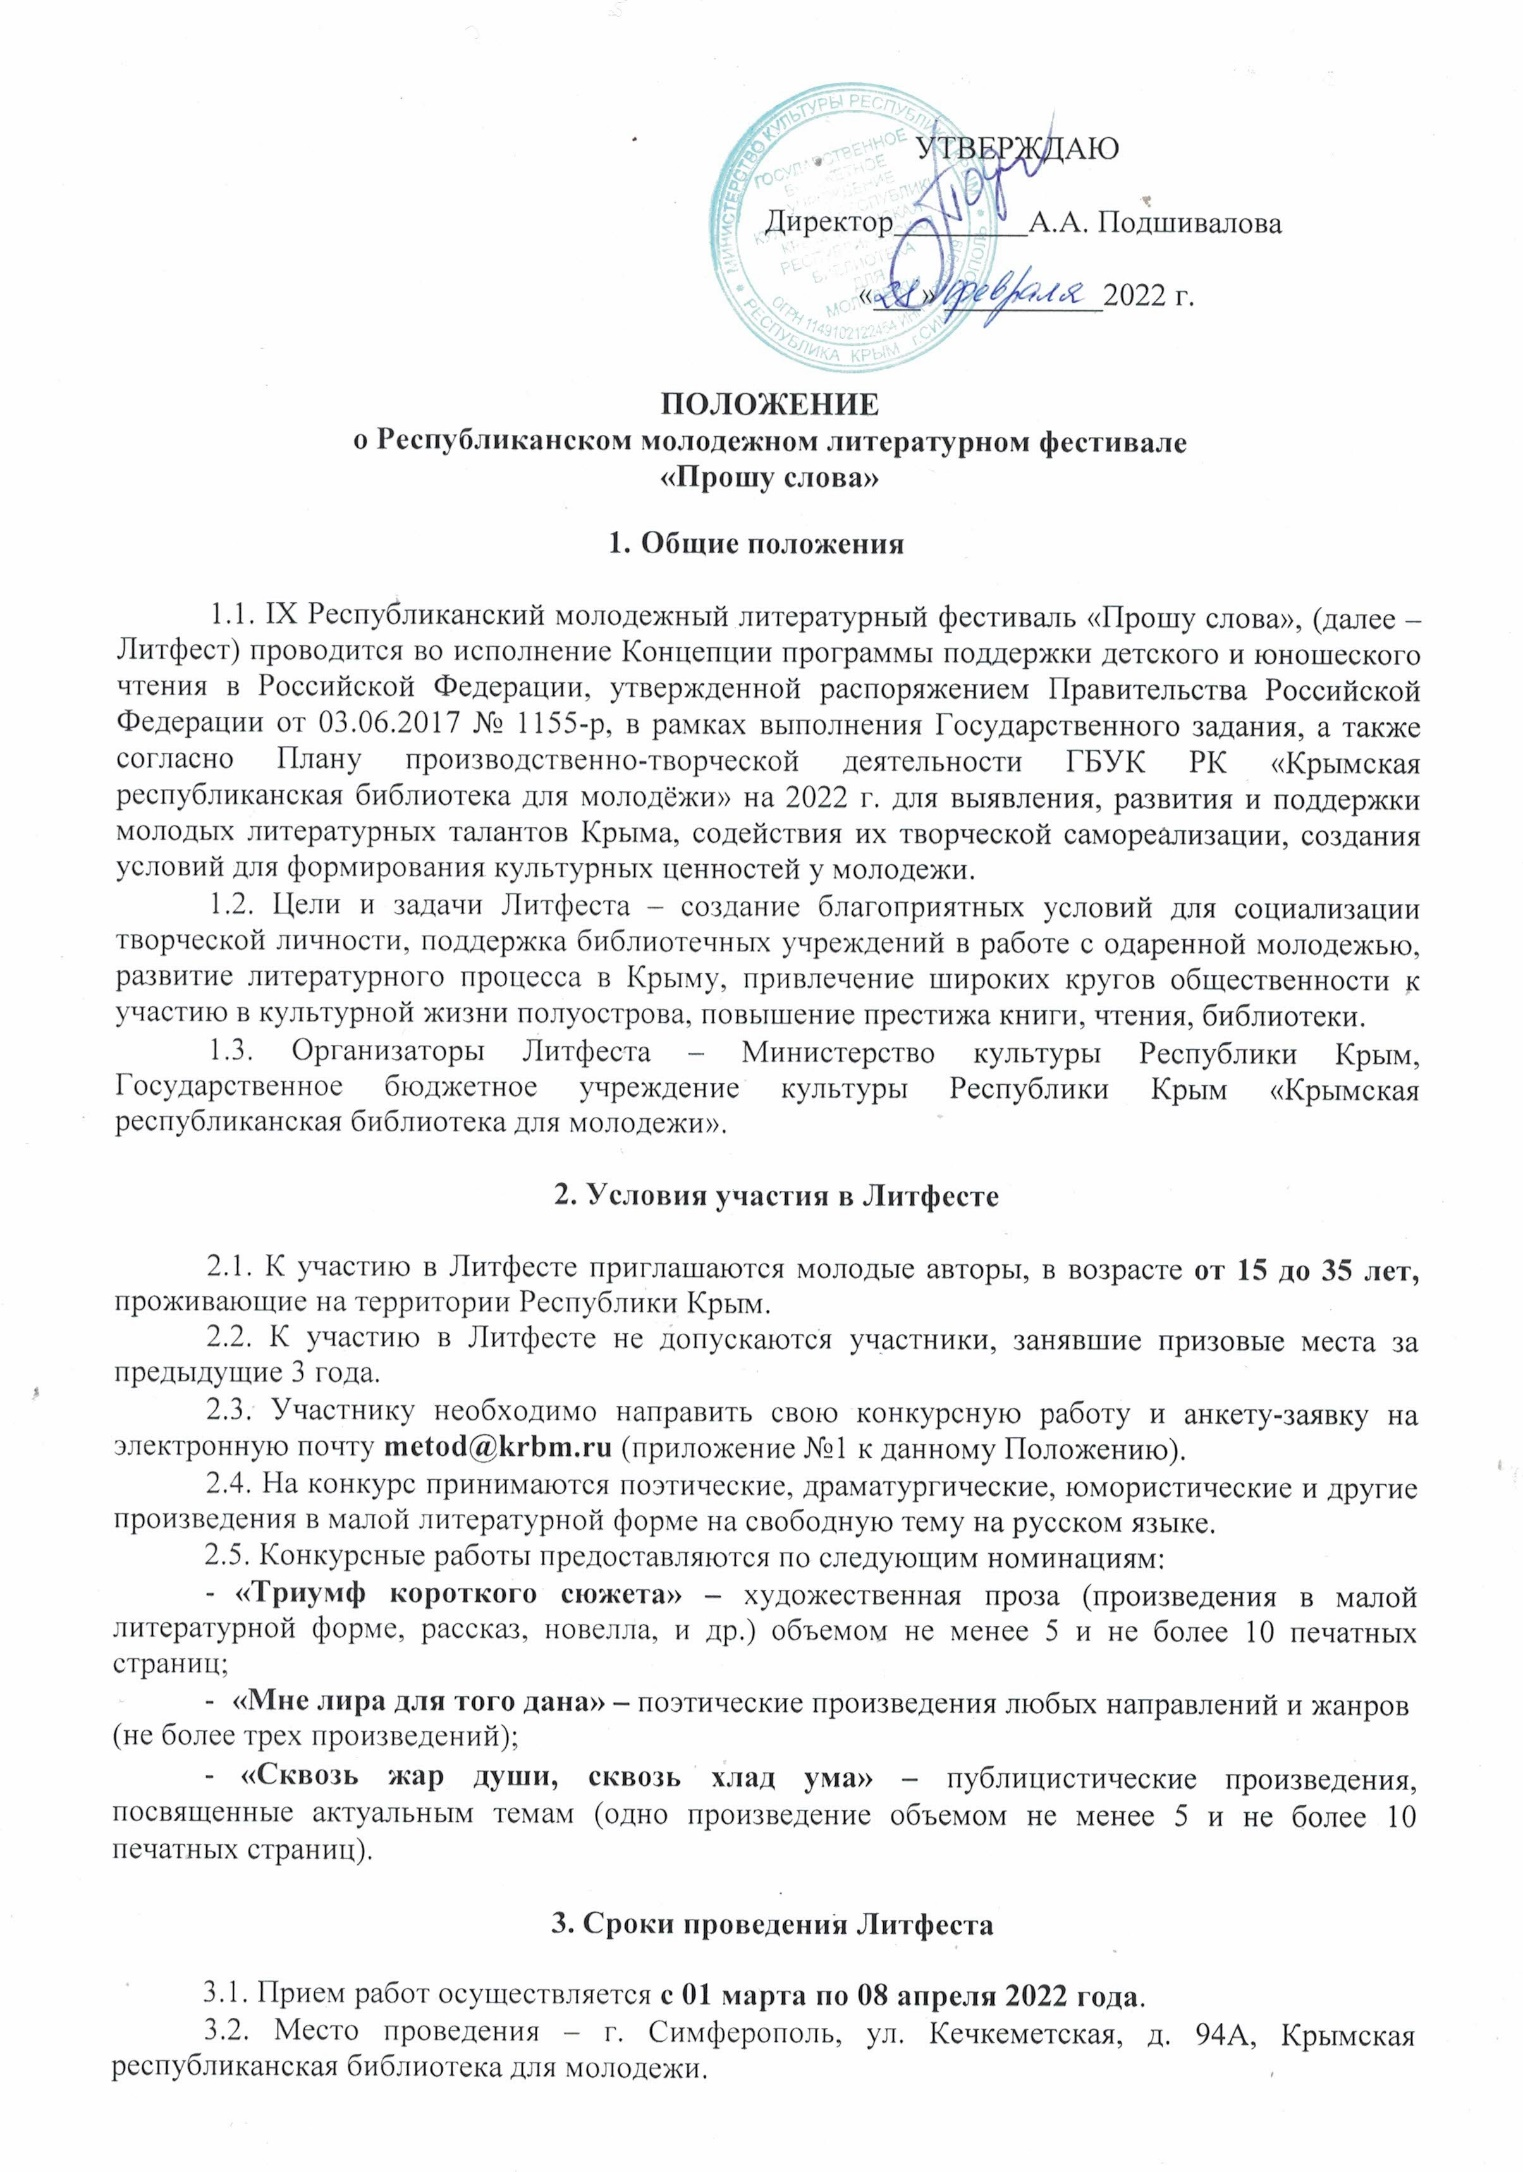 УТВЕРЖДАЮ
Директор________А.А. Подшивалова
«___» февраля 2022 г.
МИНИСТЕРСТВО КУЛЬТУРЫ РЕСПУБЛИКИ КРЫМ
РЕСПУБЛИКА КРЫМ
ПОЛОЖЕНИЕ
о Республиканском молодежном литературном фестивале
«Прошу слова»
1. Общие положения
1.1. IX Республиканский молодежный литературный фестиваль «Прошу слова», (далее –
Литфест) проводится во исполнение Концепции программы поддержки детского и юношеского
чтения в Российской Федерации, утвержденной распоряжением Правительства Российской
Федерации от 03.06.2017 № 1155-р, в рамках выполнения Государственного задания, а также
согласно Плану производственно-творческой деятельности ГБУК РК «Крымская
республиканская библиотека для молодёжи» на 2022 г. для выявления, развития и поддержки
молодых литературных талантов Крыма, содействия их творческой самореализации, создания
условий для формирования культурных ценностей у молодежи.
1.2. Цели и задачи Литфеста – создание благоприятных условий для социализации
творческой личности, поддержка библиотечных учреждений в работе с одаренной молодежью,
развитие литературного процесса в Крыму, привлечение широких кругов общественности к
участию в культурной жизни полуострова, повышение престижа книги, чтения, библиотеки.
1.3. Организаторы Литфеста – Министерство культуры Республики Крым,
Государственное бюджетное учреждение культуры Республики Крым «Крымская
республиканская библиотека для молодежи».
2. Условия участия в Литфесте
2.1. К участию в Литфесте приглашаются молодые авторы, в возрасте от 15 до 35 лет,
проживающие на территории Республики Крым.
2.2. К участию в Литфесте не допускаются участники, занявшие призовые места за
предыдущие 3 года.
2.3. Участнику необходимо направить свою конкурсную работу и анкету-заявку на
электронную почту metod@krbm.ru (приложение №1 к данному Положению).
2.4. На конкурс принимаются поэтические, драматургические, юмористические и другие
произведения в малой литературной форме на свободную тему на русском языке.
2.5. Конкурсные работы предоставляются по следующим номинациям:
- «Триумф короткого сюжета» – художественная проза (произведения в малой
литературной форме, рассказ, новелла, и др.) объемом не менее 5 и не более 10 печатных
страниц;
- «Мне лира для того дана» – поэтические произведения любых направлений и жанров
(не более трех произведений);
- «Сквозь жар души, сквозь хлад ума» – публицистические произведения,
посвященные актуальным темам (одно произведение объемом не менее 5 и не более 10
печатных страниц).
3. Сроки проведения Литфеста
3.1. Прием работ осуществляется с 01 марта по 08 апреля 2022 года.
3.2. Место проведения – г. Симферополь, ул. Кечкеметская, д. 94А, Крымская
республиканская библиотека для молодежи.